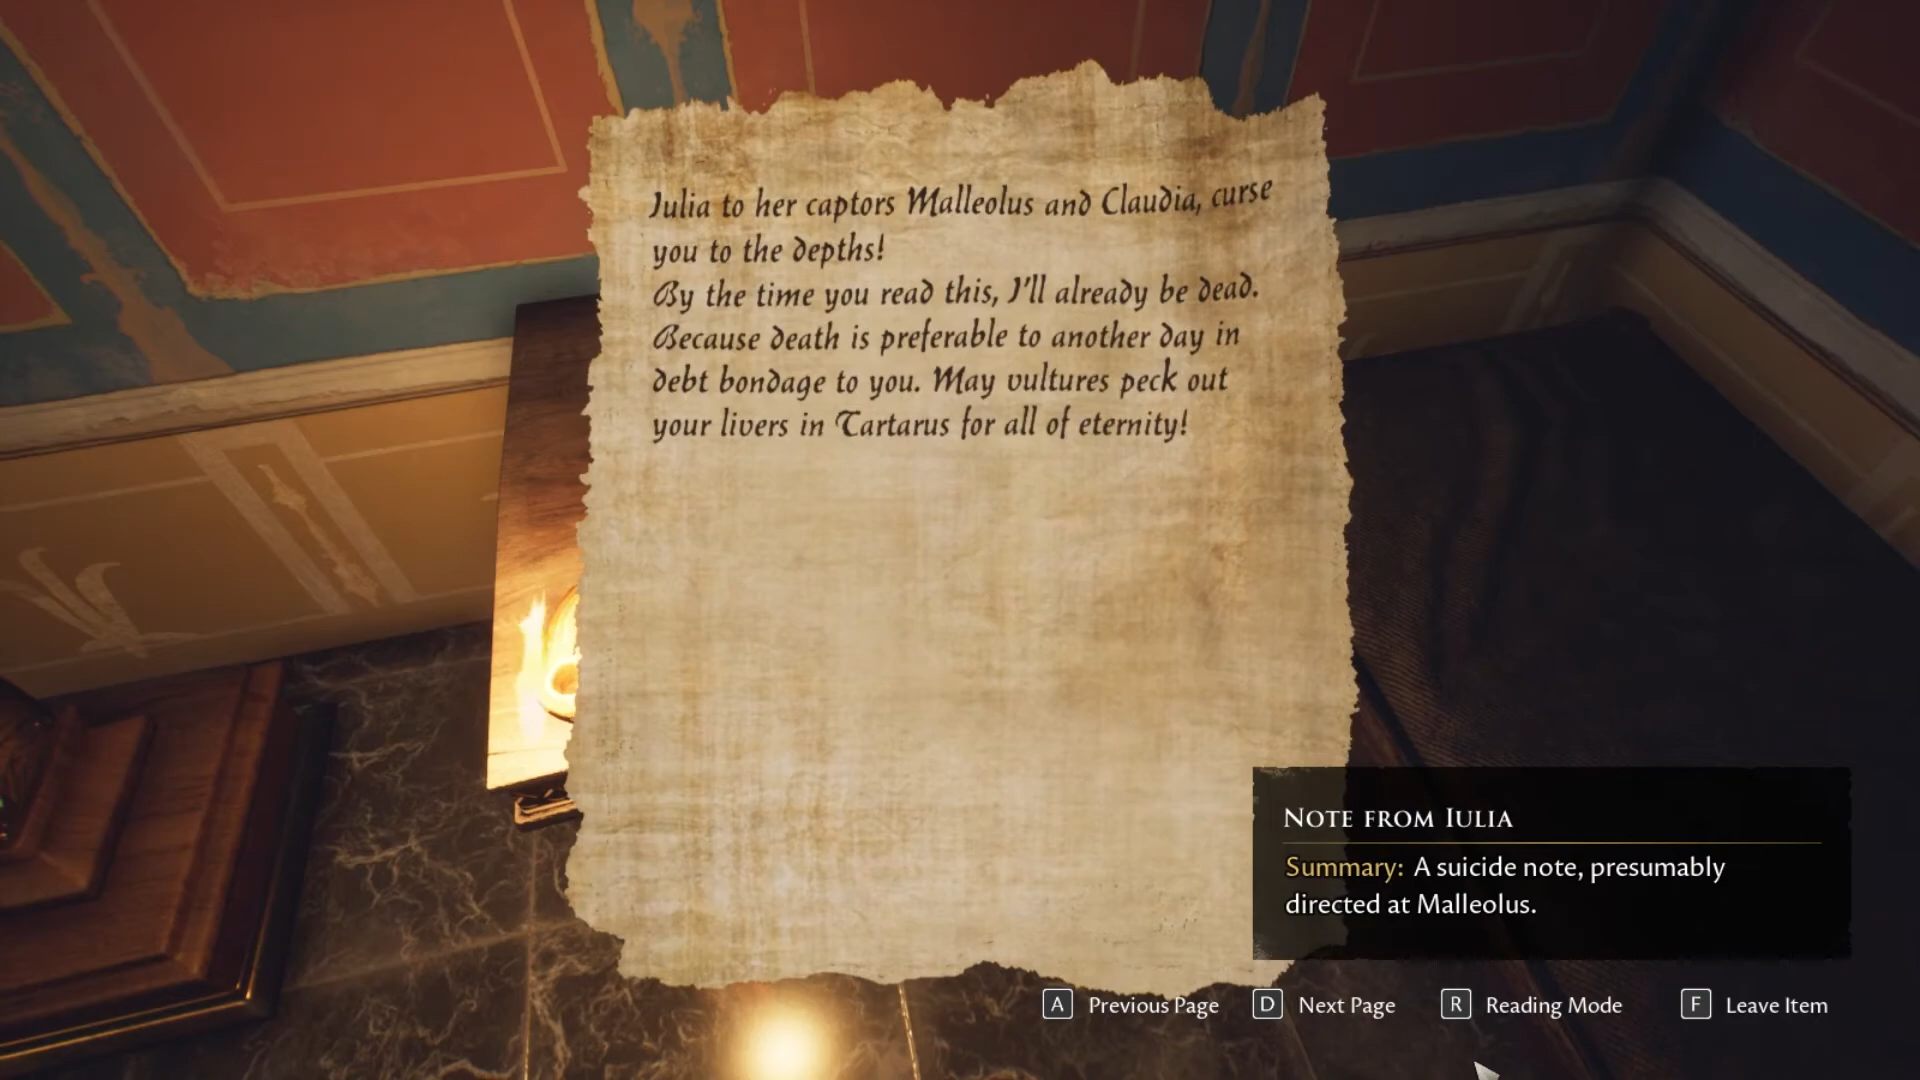 Iulia to her captors Malleolus and Claudia, curse
you to the depths!
By the time you read this, I'll already be dead.
Because death is preferable to another day in
debt bondage to you. May vultures peck out
your livers in Tartarus for all of eternity!
Note from Iulia
Summary: A suicide note, presumably
directed at Malleolus.
A Previous Page D Next Page R Reading Mode F Leave Item